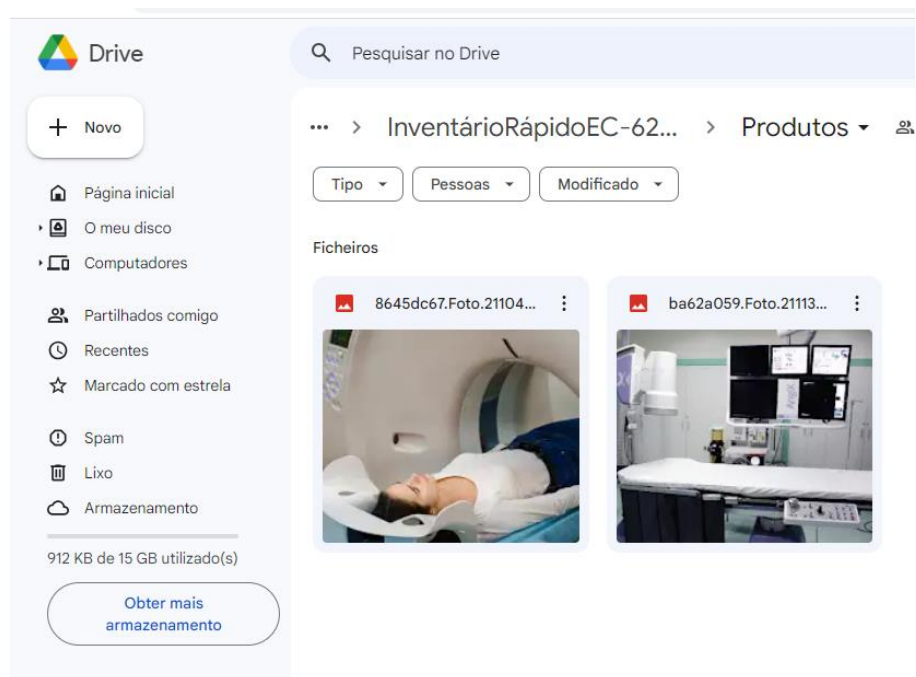 Drive
Pesquisar no Drive
Novo
InventárioRápidoEC-62... > Produtos
Tipo
Pessoas
Modificado
Página inicial
O meu disco
Computadores
Ficheiros
8645dc67.Foto.21104...
ba62a059.Foto.21113...
Partilhados comigo
Recentes
Marcado com estrela
Spam
Lixo
Armazenamento
912 KB de 15 GB utilizado(s)
Obter mais
armazenamento